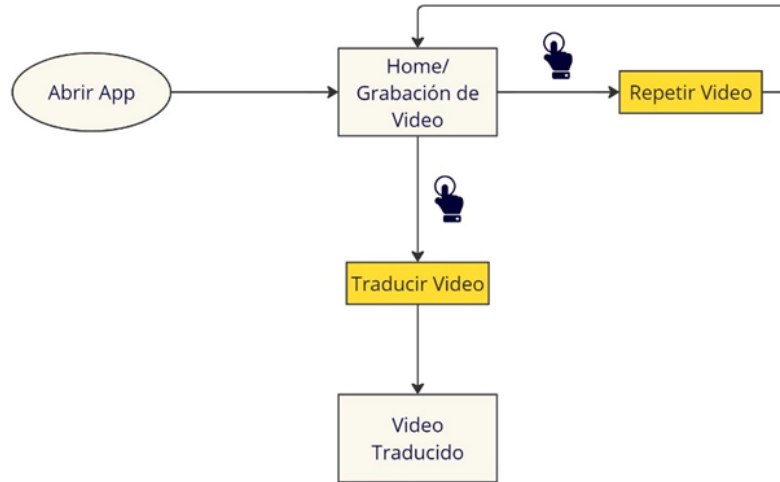 Abrir App
Home/
Grabación de
Video
Repetir Video
Traducir Video
Video
Traducido